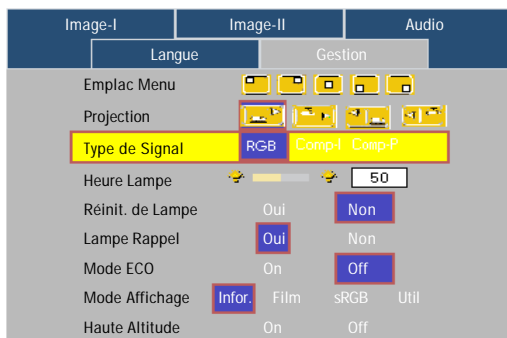 Image-I Image-II Audio
Langue Gestion
Emplac Menu
Projection
Type de Signal RGB Comp-I Comp-P
Heure Lampe 50
Réinit. de Lampe Oui Non
Lampe Rappel Oui Non
Mode ECO On Off
Mode Affichage Infor. Film sRGB Util
Haute Altitude On Off